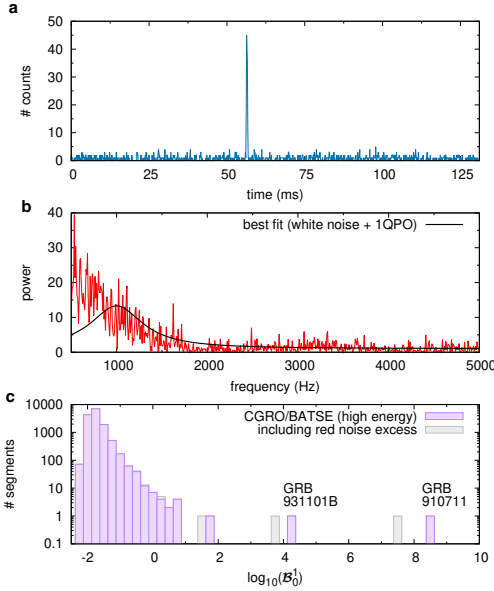 a
50
40
30
20
10
0
# counts
0 25 50 75 100 125
time (ms)
b
40
30
20
10
0
power
best fit (white noise + 1QPO)
1000 2000 3000 4000 5000
frequency (Hz)
c
10000
1000
100
10
1
0.1
# segments
CGRO/BATSE (high energy)
including red noise excess
GRB
931101B
GRB
910711
-2 0 2 4 6 8 10
log₁₀(𝓑₀¹)